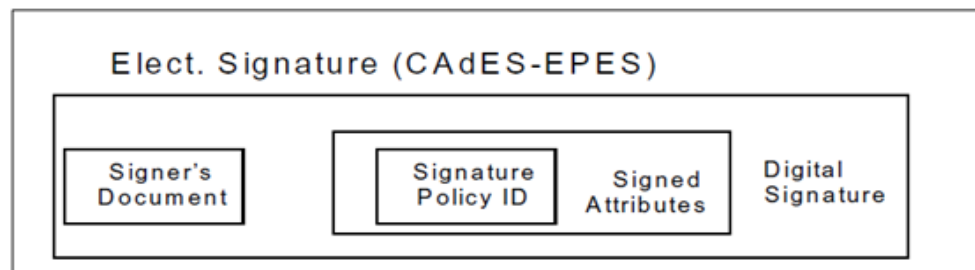 Elect. Signature (CAdES-EPES)
Signer's
Document
Signature
Policy ID
Signed
Attributes
Digital
Signature